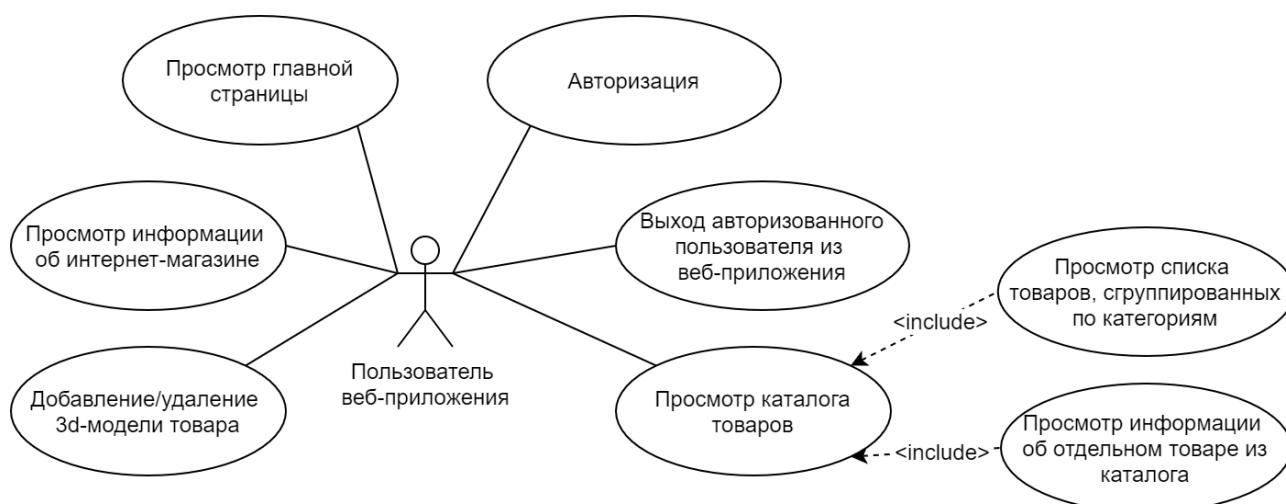 Просмотр главной
страницы
Авторизация
Просмотр информации
об интернет-магазине
Выход авторизованного
пользователя из
веб-приложения
Просмотр списка
товаров, сгруппированных
по категориям
<include>
Пользователь
веб-приложения
Добавление/удаление
3d-модели товара
Просмотр каталога
товаров
<include>
Просмотр информации
об отдельном товаре из
каталога